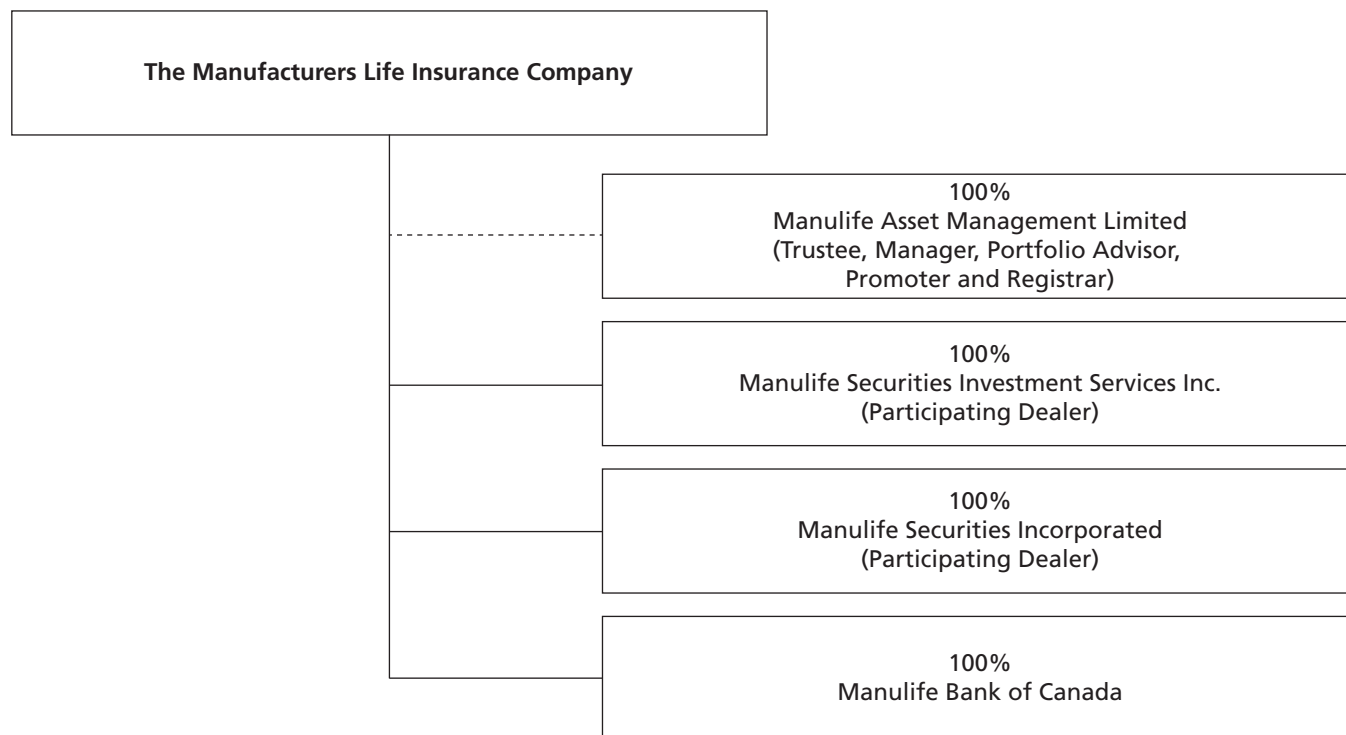 The Manufacturers Life Insurance Company
100%
Manulife Asset Management Limited
(Trustee, Manager, Portfolio Advisor,
Promoter and Registrar)
100%
Manulife Securities Investment Services Inc.
(Participating Dealer)
100%
Manulife Securities Incorporated
(Participating Dealer)
100%
Manulife Bank of Canada